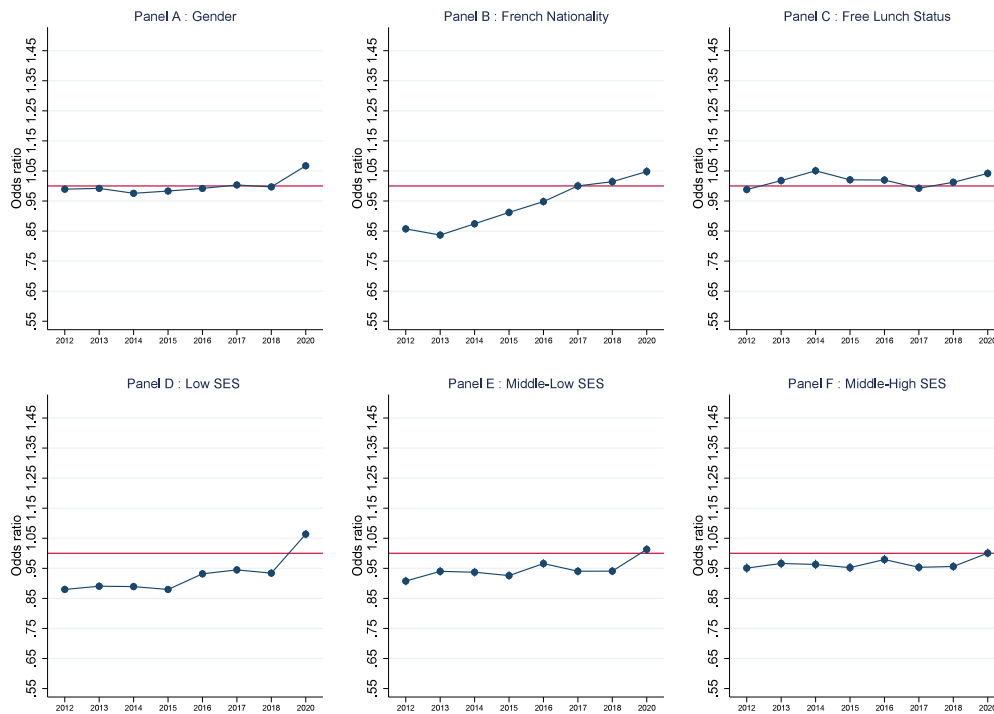 Panel A : Gender
Odds ratio
.55 .65 .75 .85 .95 1.05 1.15 1.25 1.35 1.45
2012 2013 2014 2015 2016 2017 2018 2020
Panel B : French Nationality
Odds ratio
.55 .65 .75 .85 .95 1.05 1.15 1.25 1.35 1.45
2012 2013 2014 2015 2016 2017 2018 2020
Panel C : Free Lunch Status
Odds ratio
.55 .65 .75 .85 .95 1.05 1.15 1.25 1.35 1.45
2012 2013 2014 2015 2016 2017 2018 2020
Panel D : Low SES
Odds ratio
.55 .65 .75 .85 .95 1.05 1.15 1.25 1.35 1.45
2012 2013 2014 2015 2016 2017 2018 2020
Panel E : Middle-Low SES
Odds ratio
.55 .65 .75 .85 .95 1.05 1.15 1.25 1.35 1.45
2012 2013 2014 2015 2016 2017 2018 2020
Panel F : Middle-High SES
Odds ratio
.55 .65 .75 .85 .95 1.05 1.15 1.25 1.35 1.45
2012 2013 2014 2015 2016 2017 2018 2020